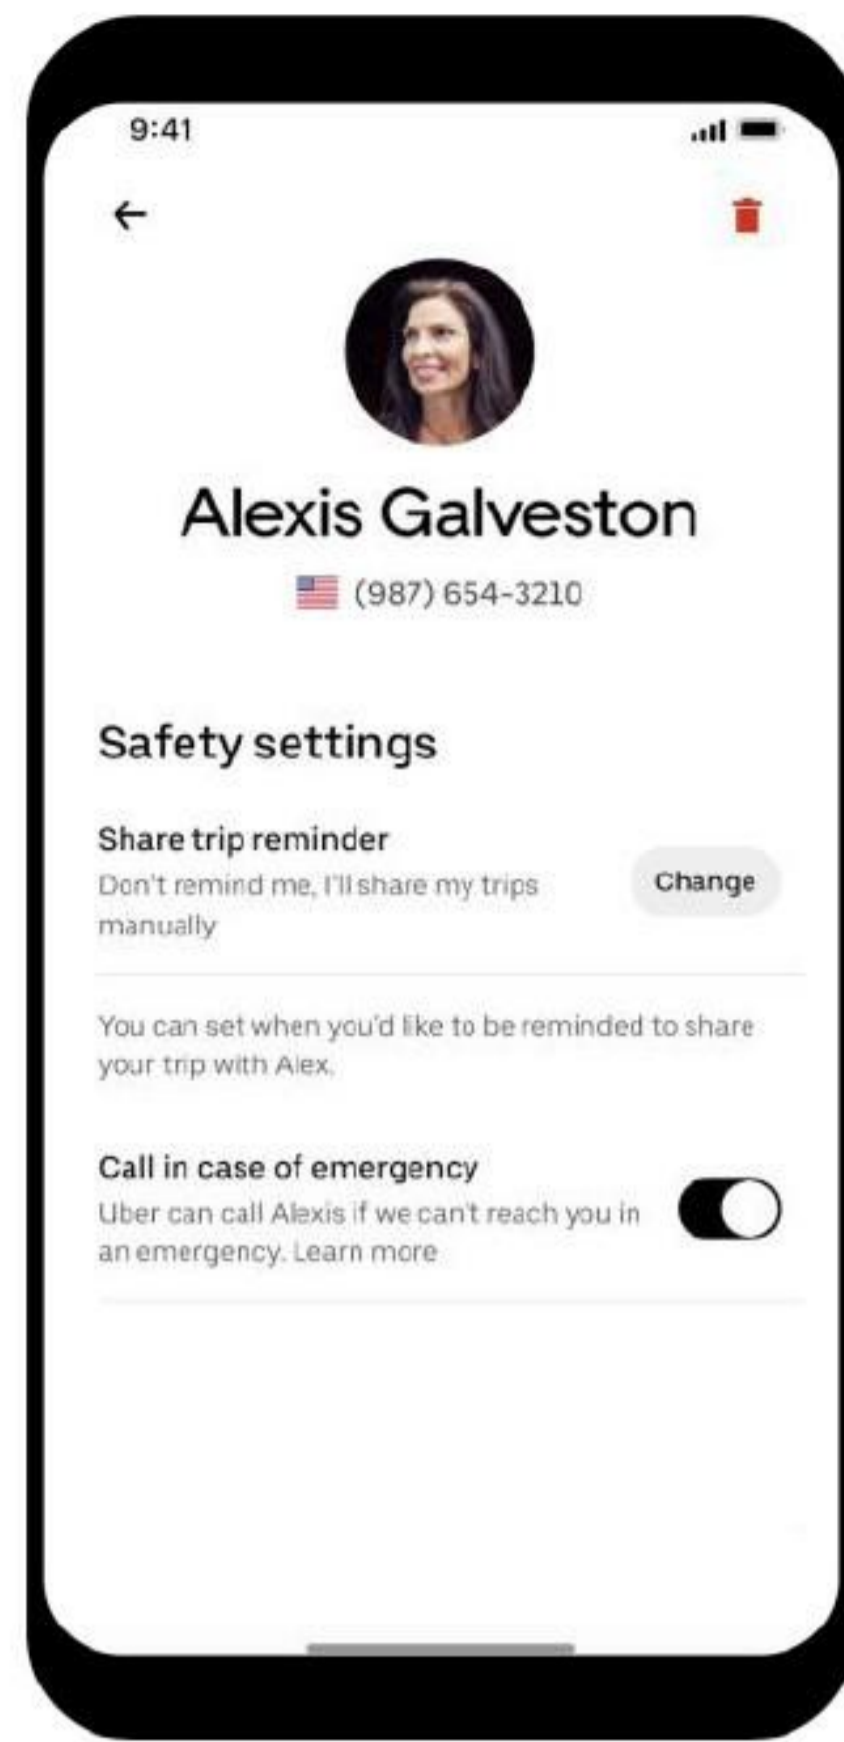 9:41
Alexis Galveston
(987) 654-3210
Safety settings
Share trip reminder
Don't remind me, I'll share my trips
manually
Change
You can set when you'd like to be reminded to share
your trip with Alex.
Call in case of emergency
Uber can call Alexis if we can't reach you in
an emergency. Learn more